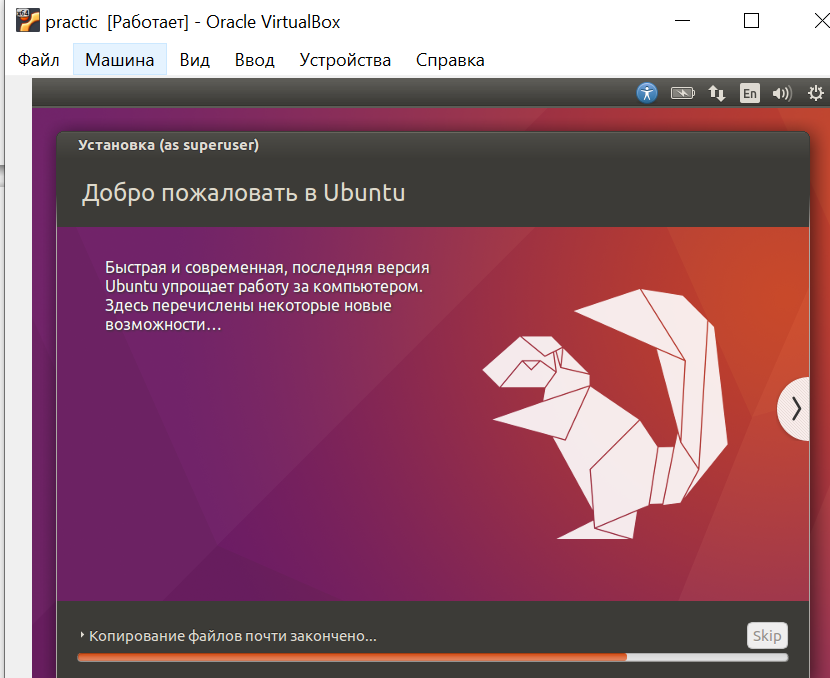 practic [Работает] - Oracle VirtualBox
Файл Машина Вид Ввод Устройства Справка
En
Установка (as superuser)
Добро пожаловать в Ubuntu
Быстрая и современная, последняя версия
Ubuntu упрощает работу за компьютером.
Здесь перечислены некоторые новые
возможности…
Копирование файлов почти закончено...
Skip